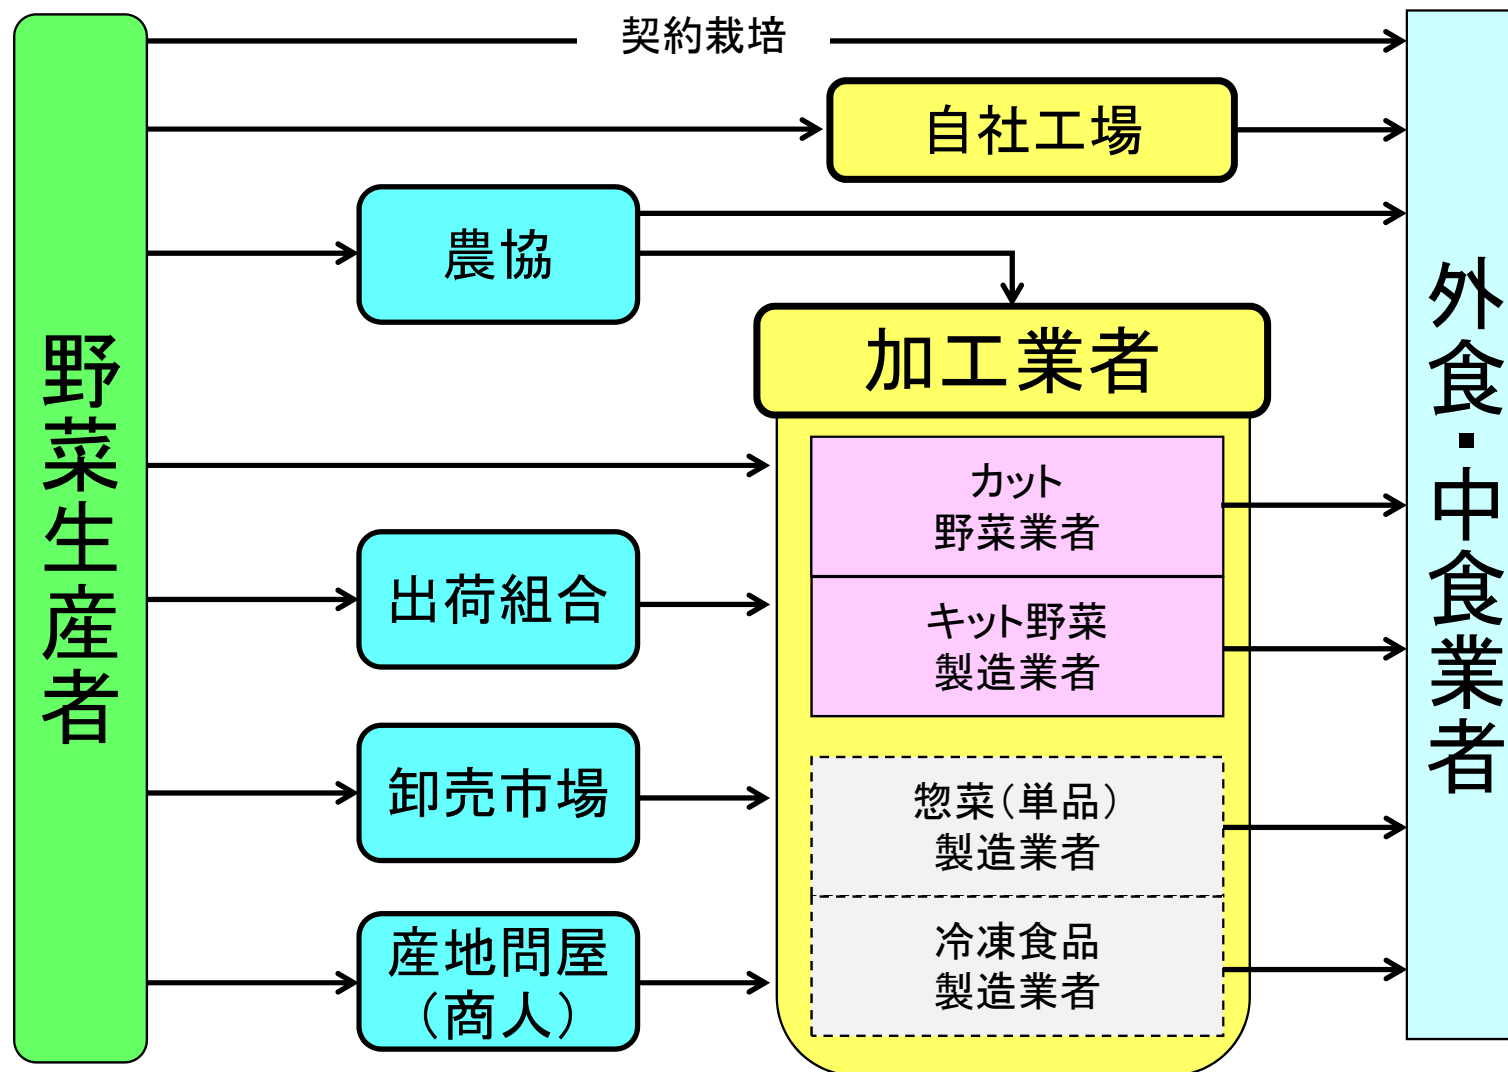 契約栽培
自社工場
農協
加工業者
野菜生産者
外食・中食業者
カット
野菜業者
出荷組合
キット野菜
製造業者
卸売市場
惣菜(単品)
製造業者
産地問屋
(商人)
冷凍食品
製造業者